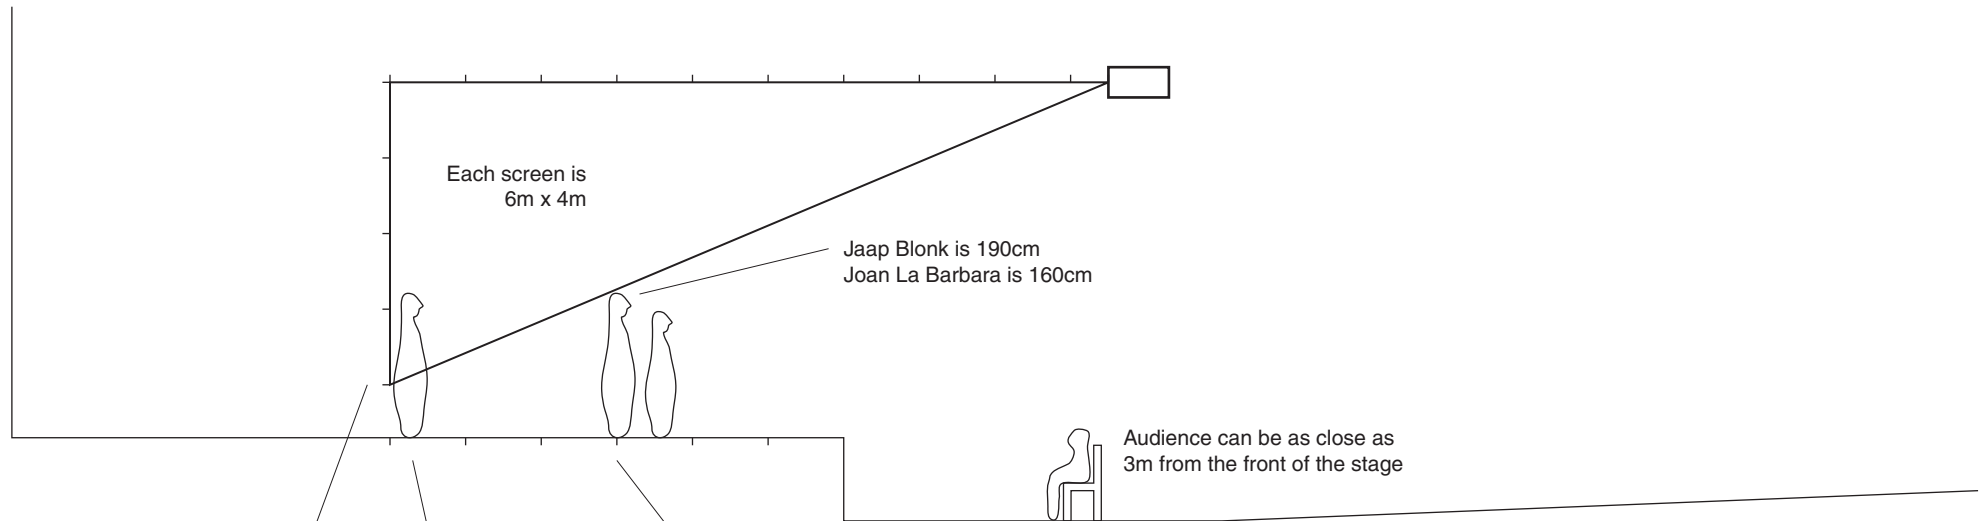 Each screen is
6m x 4m
Jaap Blonk is 190cm
Joan La Barbara is 160cm
Audience can be as close as
3m from the front of the stage